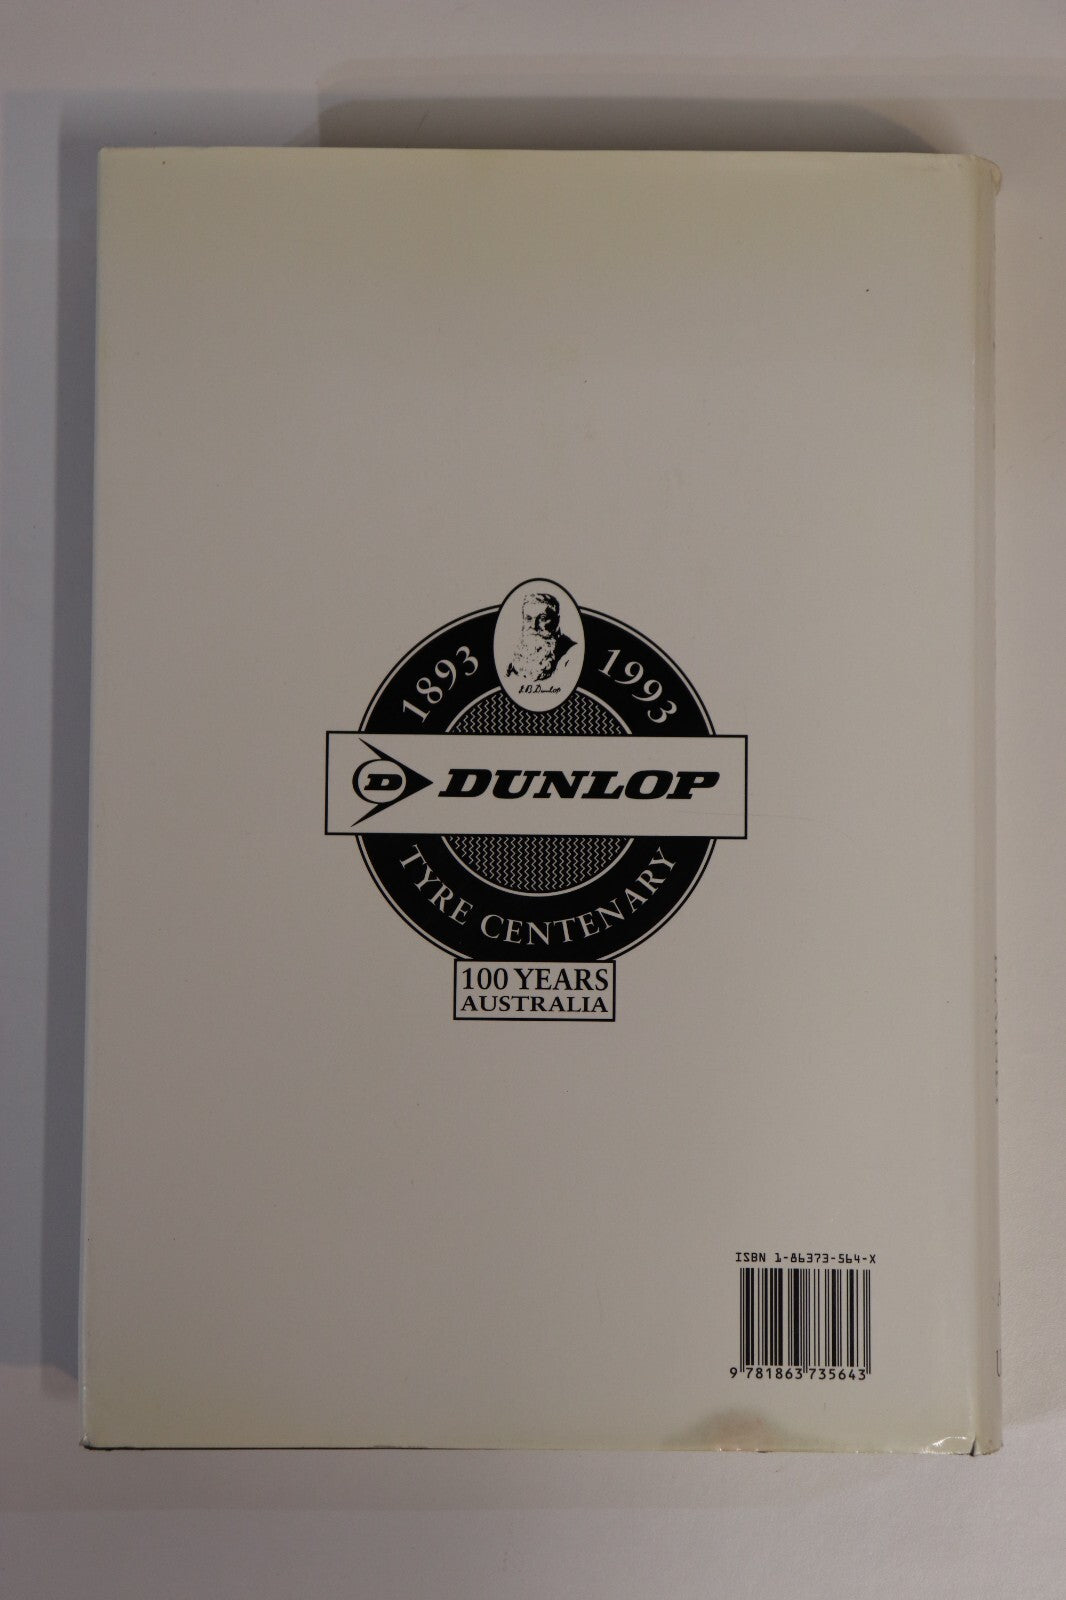 1893 1993
J.B. Dunlop
D DUNLOP
TYRE CENTENARY
100 YEARS
AUSTRALIA
ISBN 1-86373-564-X
9 781863 735643